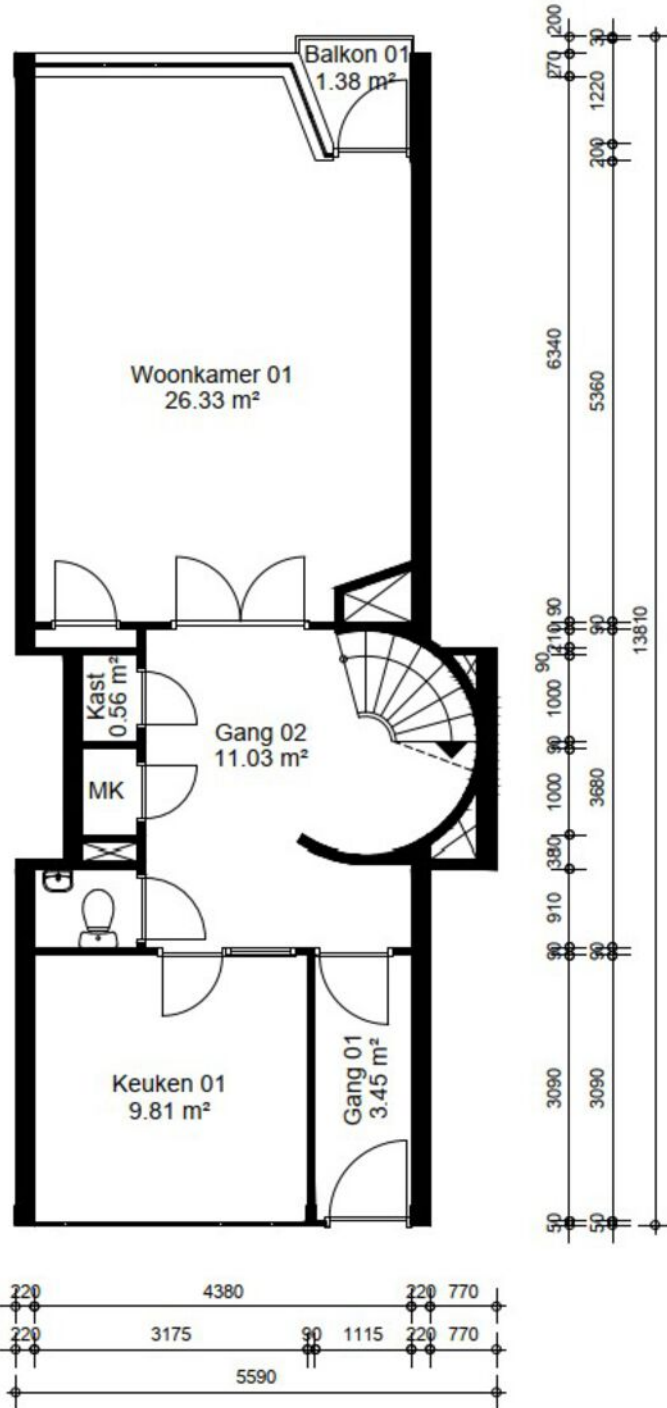 Balkon 01
1.38 m²
Woonkamer 01
26.33 m²
Kast
0.56 m²
Gang 02
11.03 m²
MK
Keuken 01
9.81 m²
Gang 01
3.45 m²
200
270
6340
90
210
90
1000
90
1000
380
910
90
3090
50
30
1220
200
5360
90
3680
90
3090
50
13810
220 4380 220 770
220 3175 90 1115 220 770
5590